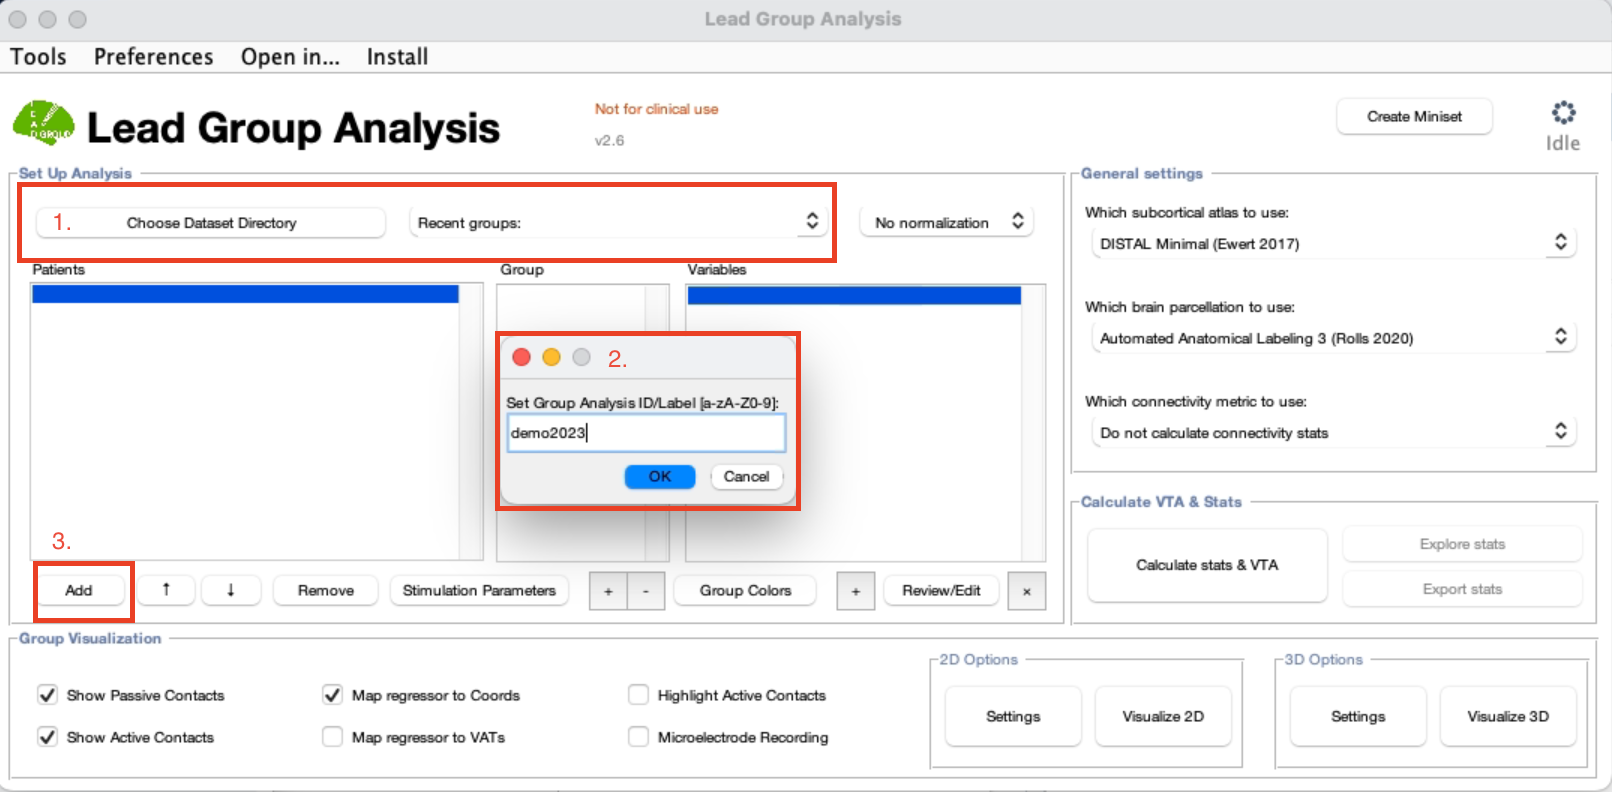 Lead Group Analysis
Tools Preferences Open in... Install
Lead Group Analysis
Not for clinical use
v2.6
Create Miniset
Idle
Set Up Analysis
1. Choose Dataset Directory
Recent groups:
No normalization
Patients
Group
Variables
2.
Set Group Analysis ID/Label [a-zA-Z0-9]:
demo2023
OK Cancel
3.
Add ↑ ↓ Remove Stimulation Parameters + - Group Colors + Review/Edit ×
General settings
Which subcortical atlas to use:
DISTAL Minimal (Ewert 2017)
Which brain parcellation to use:
Automated Anatomical Labeling 3 (Rolls 2020)
Which connectivity metric to use:
Do not calculate connectivity stats
Calculate VTA & Stats
Calculate stats & VTA
Explore stats
Export stats
Group Visualization
Show Passive Contacts
Map regressor to Coords
Highlight Active Contacts
Show Active Contacts
Map regressor to VATs
Microelectrode Recording
2D Options
Settings Visualize 2D
3D Options
Settings Visualize 3D